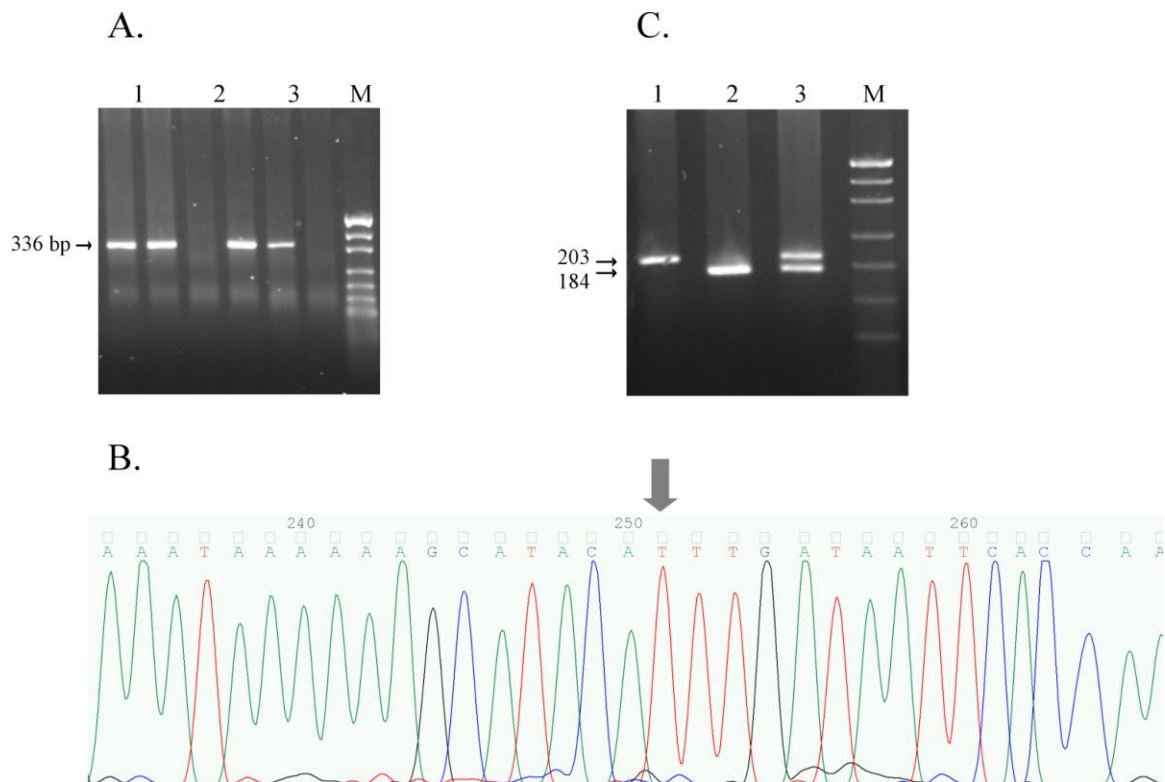 A.
C.
1 2 3 M
1 2 3 M
336 bp →
203 →
184 →
B.
240 250 260
A A A T A A A A A A G C A T A C A T T T G A T A A T T C A C C A A